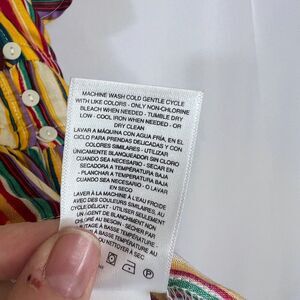 MACHINE WASH COLD GENTLE CYCLE
WITH LIKE COLORS - ONLY NON-CHLORINE
BLEACH WHEN NEEDED - TUMBLE DRY
LOW - COOL IRON WHEN NEEDED - OR
DRY CLEAN
LAVAR A MÁQUINA CON AGUA FRÍA, EN EL
CICLO PARA PRENDAS DELICADAS Y CON
COLORES SIMILARES - UTILIZAR
ÚNICAMENTE BLANQUEADOR SIN CLORO
CUANDO SEA NECESARIO - SECAR EN
SECADORA A TEMPERATURA BAJA
- PLANCHAR A TEMPERATURA BAJA
CUANDO SEA NECESARIO - O LAVAR
EN SECO
LAVER À LA MACHINE À L'EAU FROIDE
AVEC DES COULEURS SIMILAIRES, AU
CYCLE DÉLICAT - UTILISER SEULEMENT
UN AGENT DE BLANCHIMENT NON
CHLORÉ AU BESOIN - SÉCHER PAR
À BASSE TEMPÉRATURE
À BASSE TEMPÉRATURE AU
OU NETTOYER À SEC